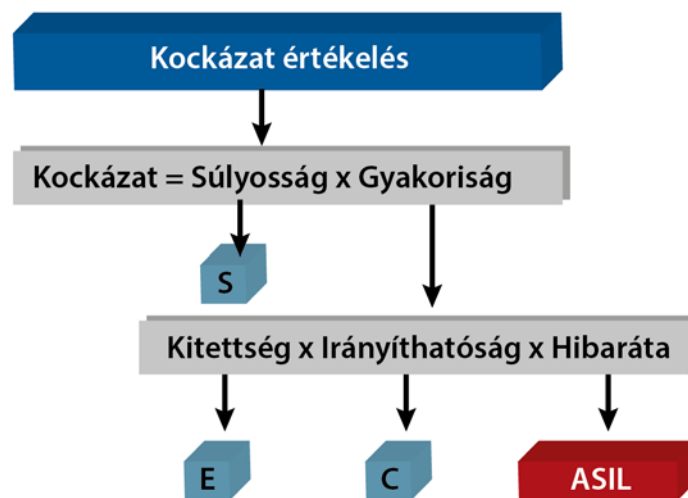 Kockázat értékelés
Kockázat = Súlyosság x Gyakoriság
S
Kitettség x Irányíthatóság x Hibaráta
E
C
ASIL